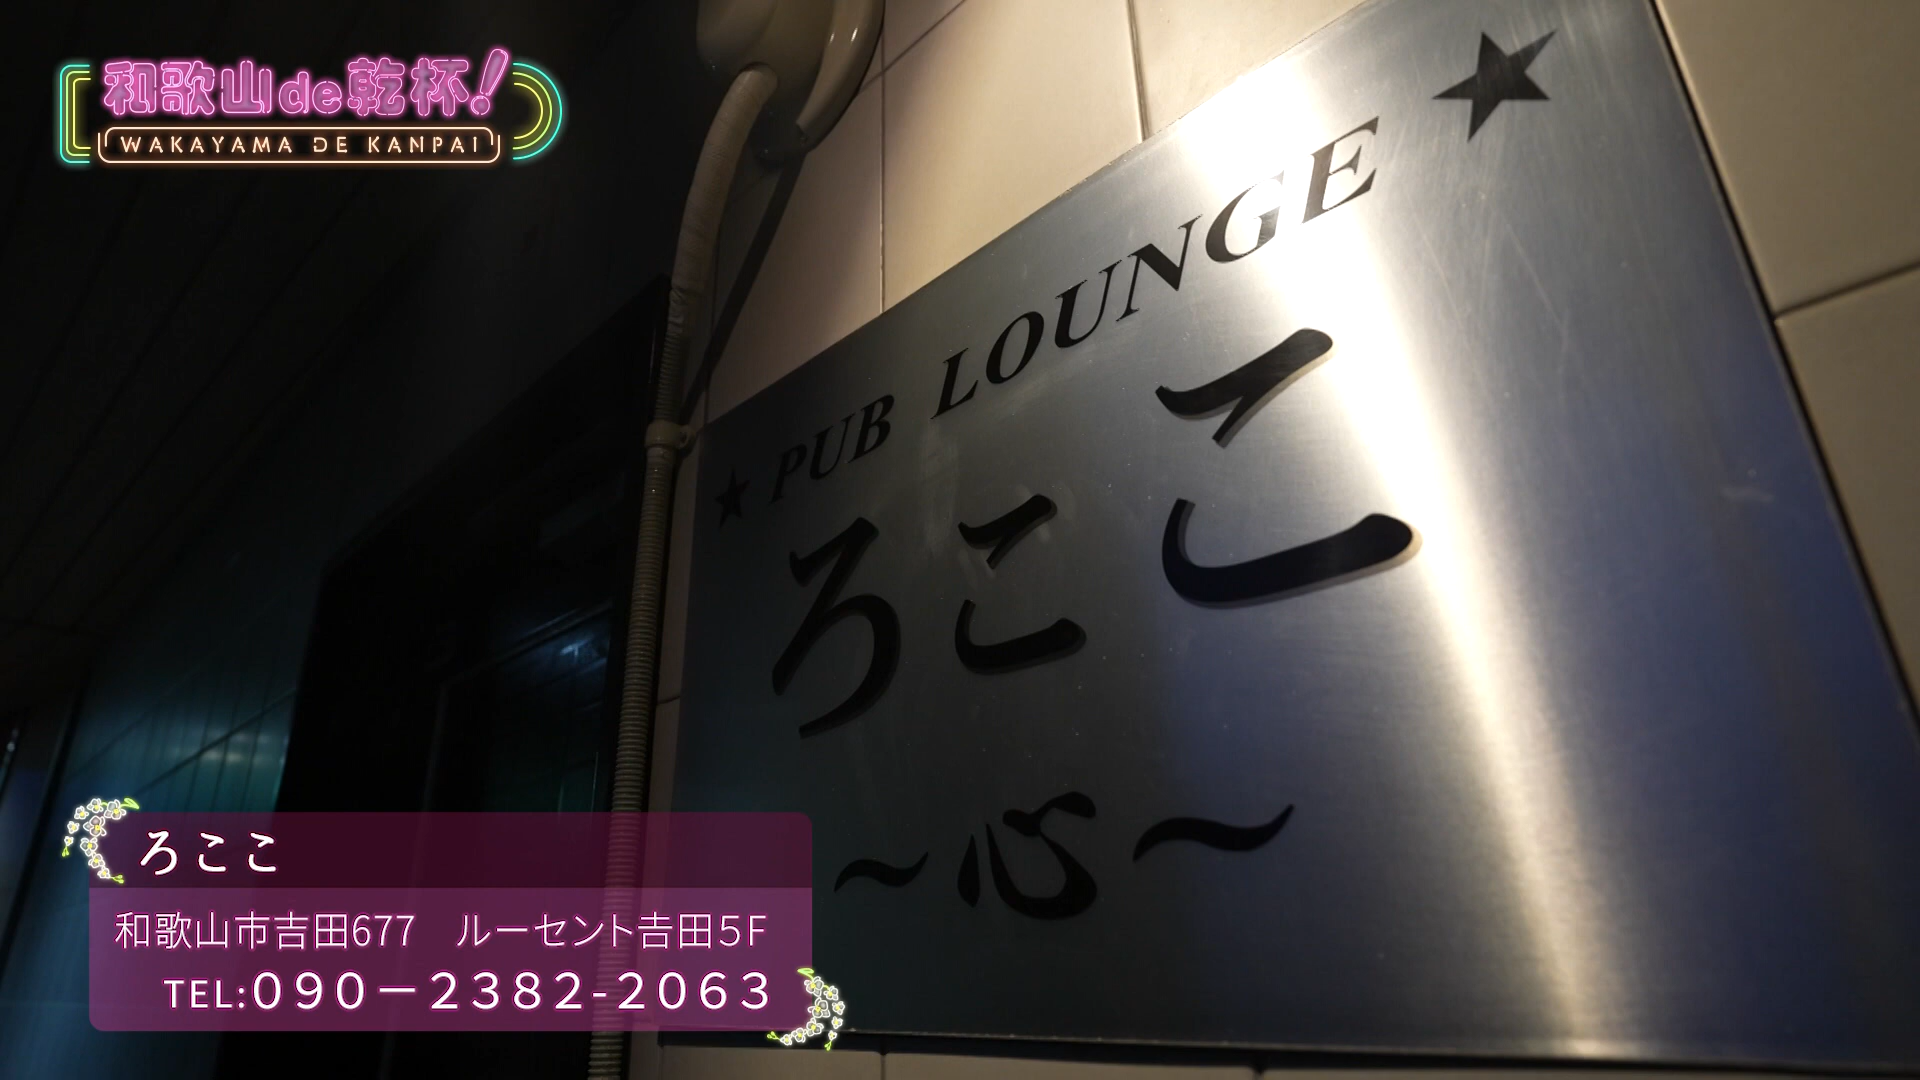 和歌山de乾杯!
WAKAYAMA DE KANPAI
★ PUB LOUNGE ★
ろここ
~心~
ろここ
和歌山市吉田677　ルーセント吉田５F
TEL:０９０－２３８２-２０６３